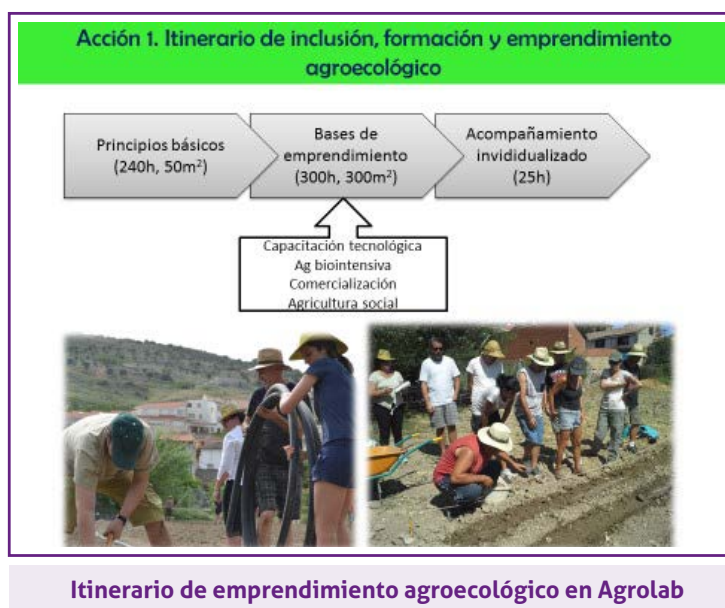 Acción 1. Itinerario de inclusión, formación y emprendimiento
agroecológico
Principios básicos
(240h, 50m²)
Bases de
emprendimiento
(300h, 300m²)
Acompañamiento
invididualizado
(25h)
Capacitación tecnológica
Ag biointensiva
Comercialización
Agricultura social
Itinerario de emprendimiento agroecológico en Agrolab